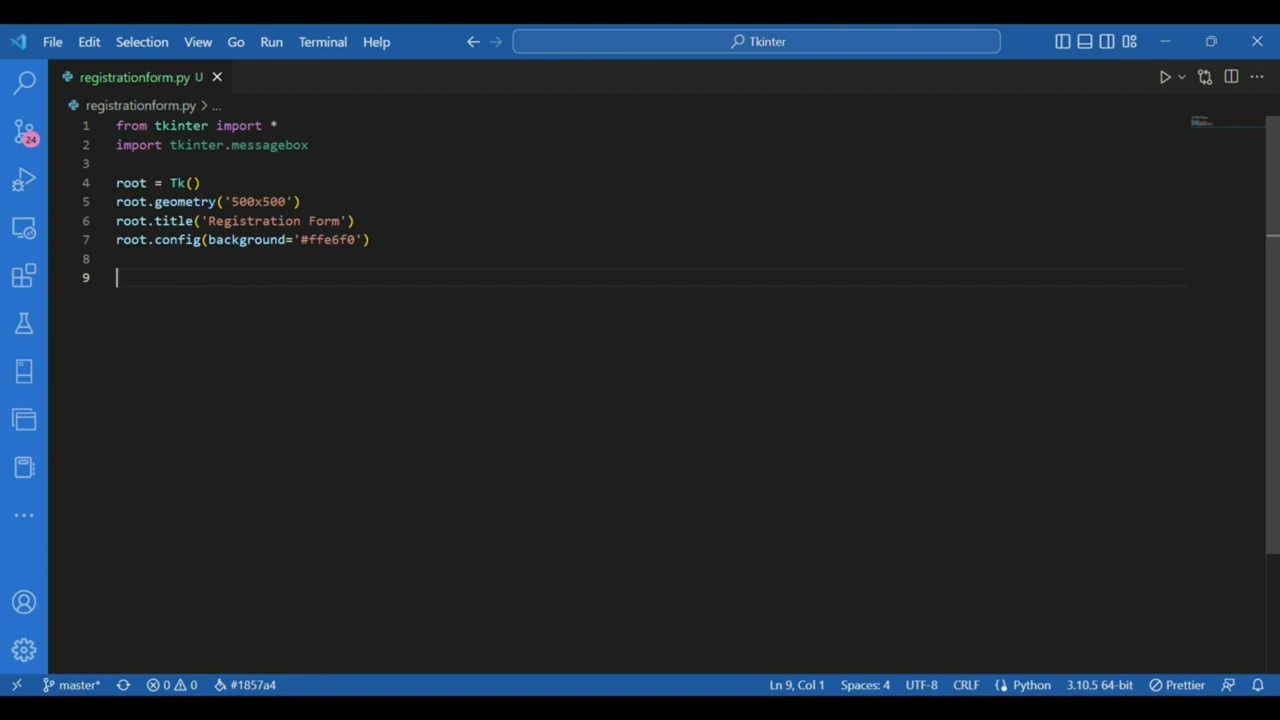 File Edit Selection View Go Run Terminal Help Tkinter
registrationform.py U
registrationform.py > ...
1 from tkinter import *
2 import tkinter.messagebox
3
4 root = Tk()
5 root.geometry('500x500')
6 root.title('Registration Form')
7 root.config(background='#ffe6f0')
8
9
24
master* 0 0 #1857a4 Ln 9, Col 1 Spaces: 4 UTF-8 CRLF Python 3.10.5 64-bit Prettier